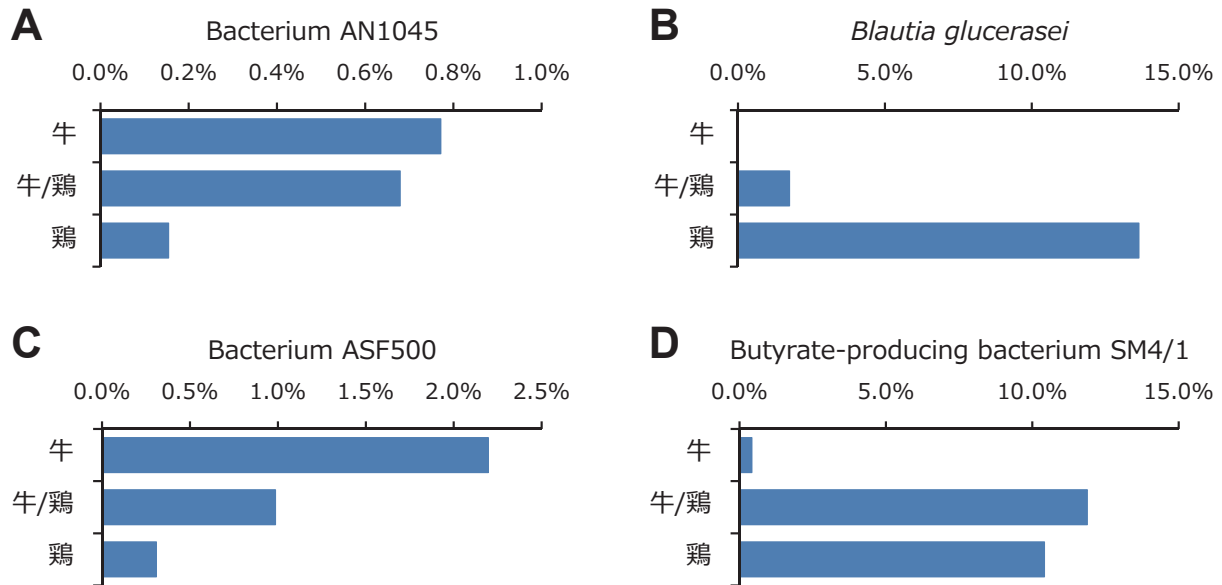 A
Bacterium AN1045
0.0% 0.2% 0.4% 0.6% 0.8% 1.0%
牛
牛/鶏
鶏
B
Blautia glucerasei
0.0% 5.0% 10.0% 15.0%
牛
牛/鶏
鶏
C
Bacterium ASF500
0.0% 0.5% 1.0% 1.5% 2.0% 2.5%
牛
牛/鶏
鶏
D
Butyrate-producing bacterium SM4/1
0.0% 5.0% 10.0% 15.0%
牛
牛/鶏
鶏